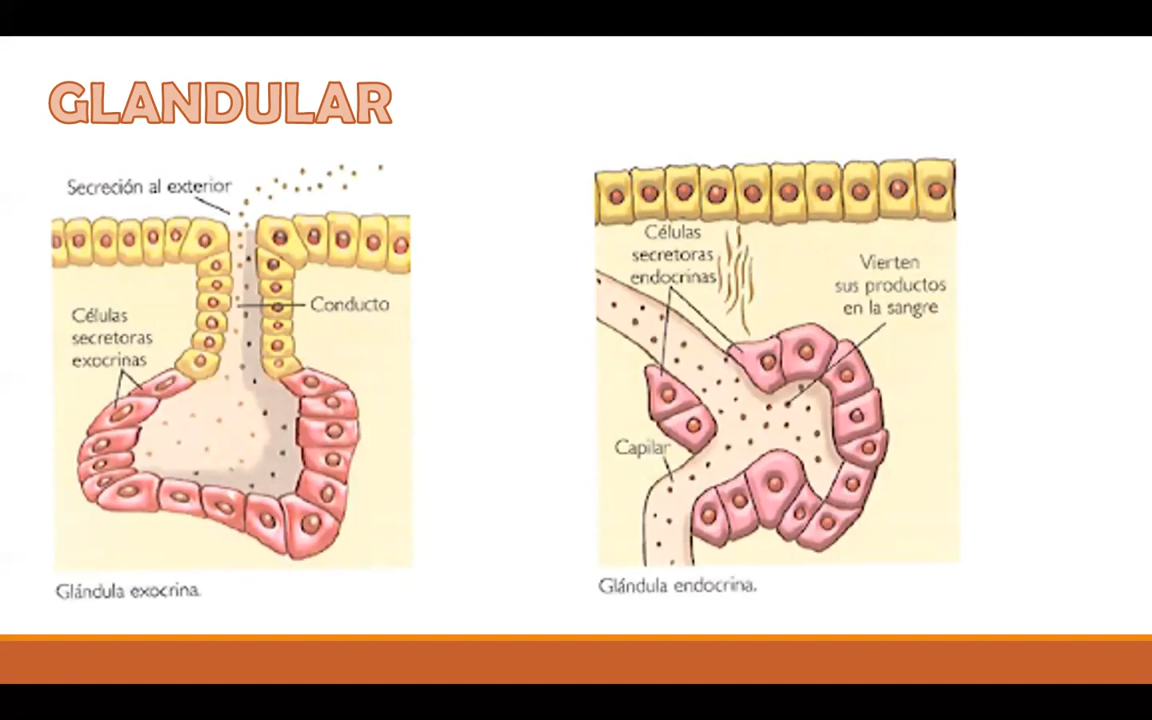 GLANDULAR
Secreción al exterior
Conducto
Células
secretoras
exocrinas
Glándula exocrina.
Células
secretoras
endocrinas
Vierten
sus productos
en la sangre
Capilar
Glándula endocrina.